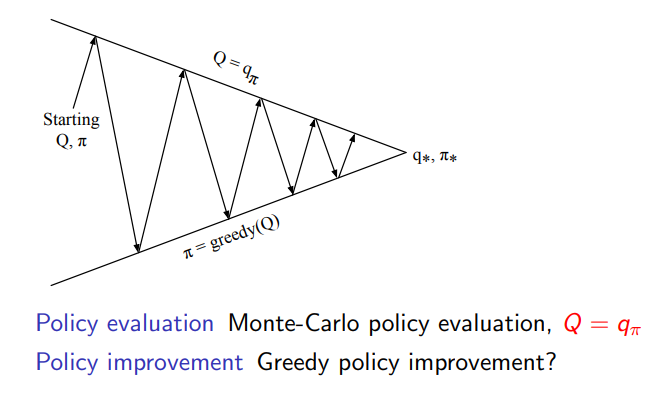 Q = qπ
Starting
Q, π
q*, π*
π = greedy(Q)
Policy evaluation Monte-Carlo policy evaluation, Q = qπ
Policy improvement Greedy policy improvement?